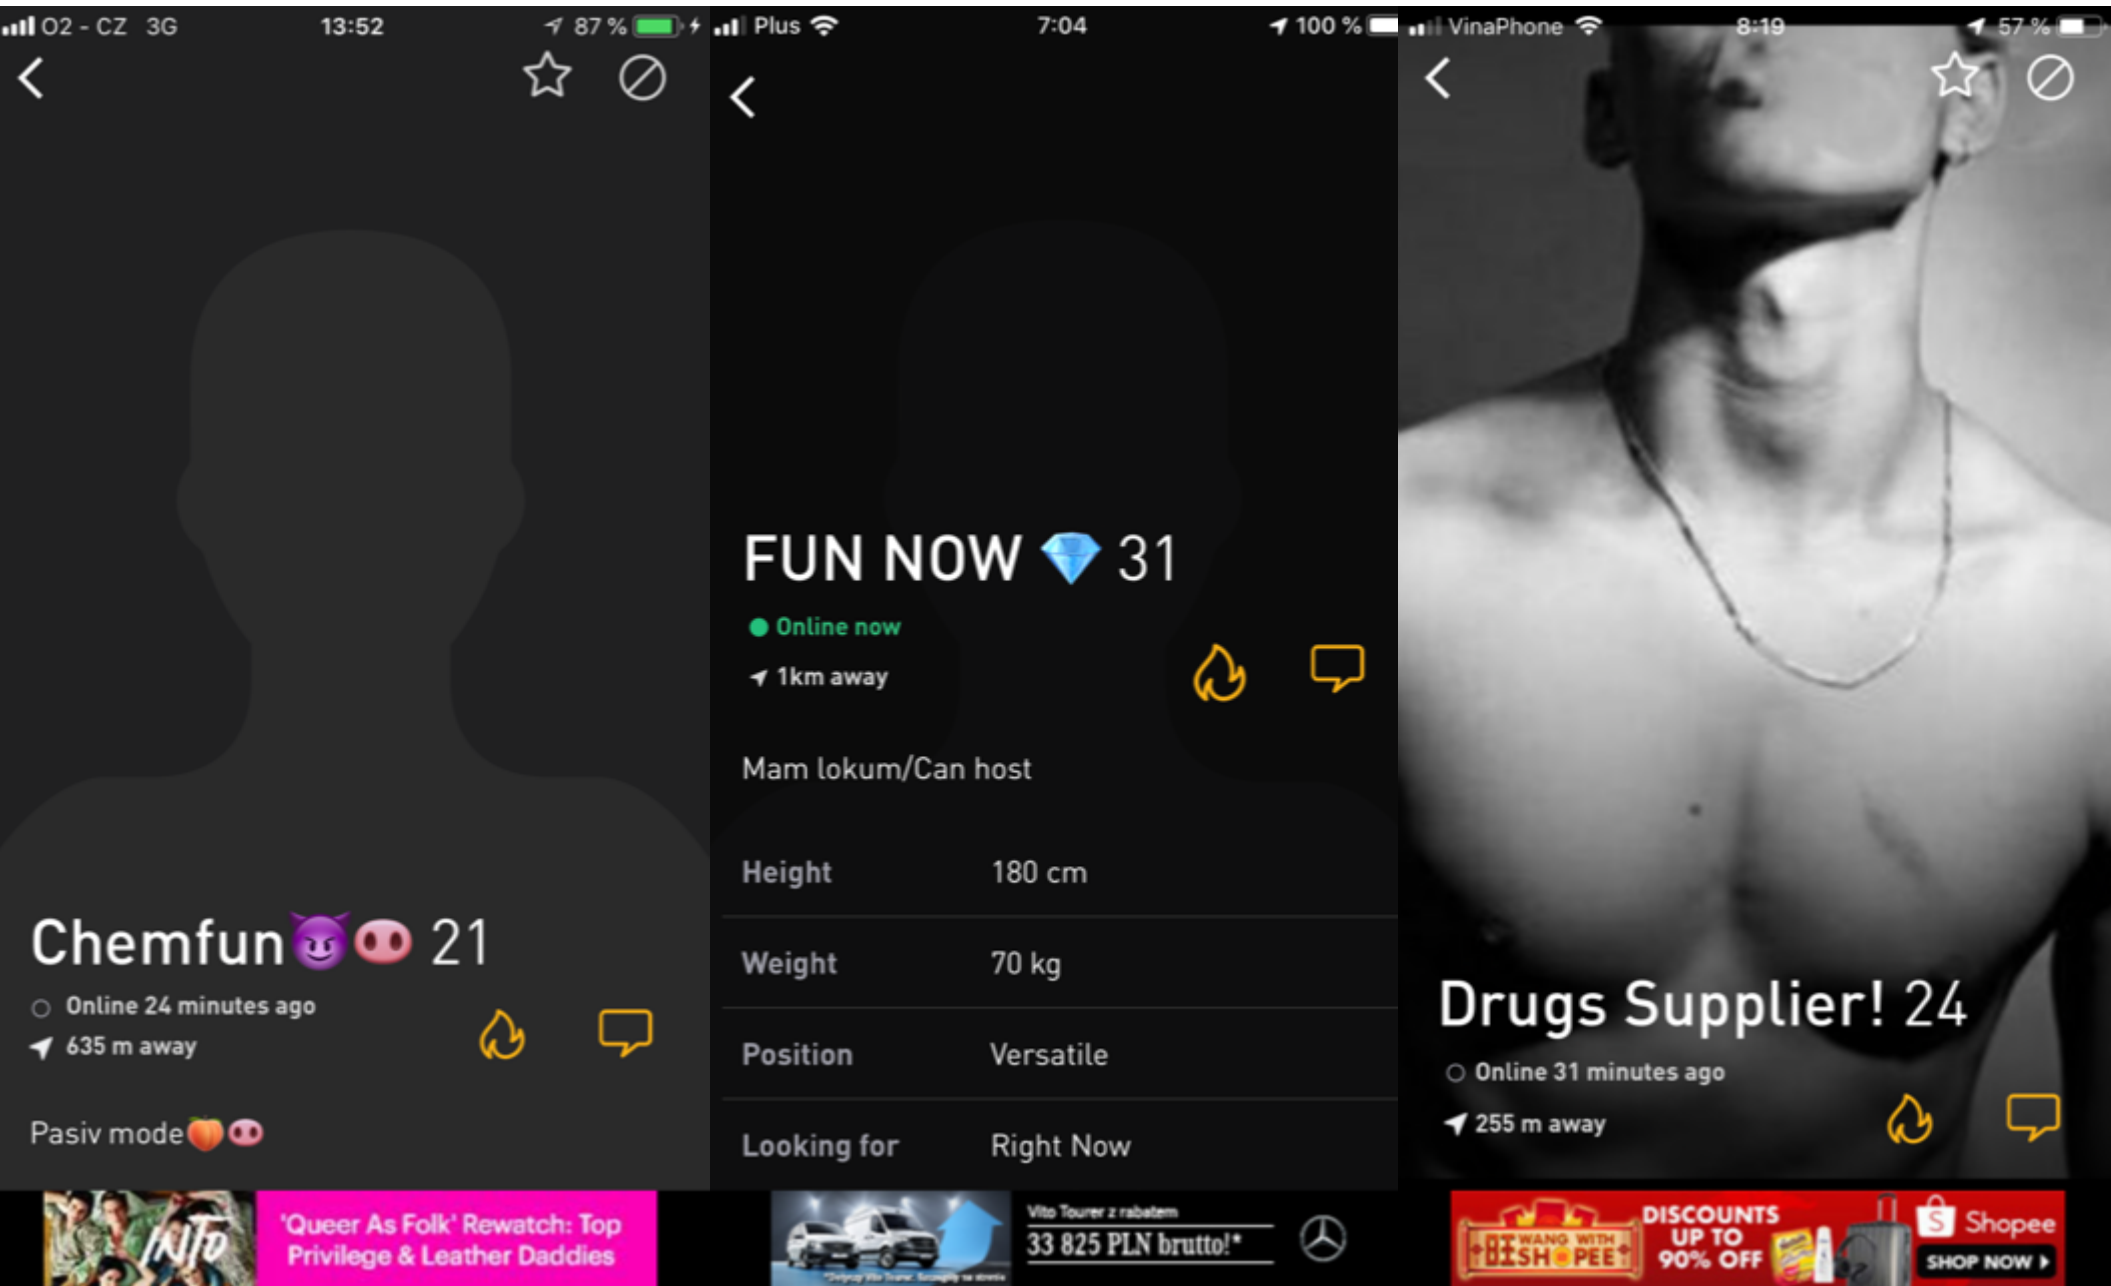 O2 - CZ 3G 13:52 87 %
Chemfun😈🐽 21
Online 24 minutes ago
635 m away
Pasiv mode🍑🐽
INTO
'Queer As Folk' Rewatch: Top
Privilege & Leather Daddies
Plus 7:04 100 %
FUN NOW 💎 31
Online now
1km away
Mam lokum/Can host
Height 180 cm
Weight 70 kg
Position Versatile
Looking for Right Now
Vito Tourer z rabatem
33 825 PLN brutto!*
VinaPhone 8:19 57 %
Drugs Supplier! 24
Online 31 minutes ago
255 m away
WANG WITH
SHOPEE
DISCOUNTS
UP TO
90% OFF
Shopee
SHOP NOW